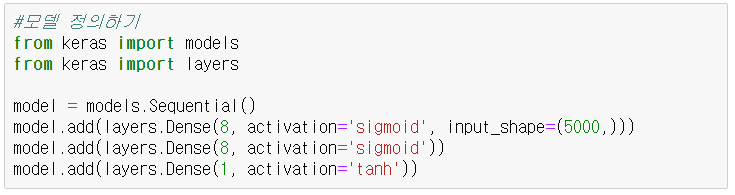 #모델 정의하기
from keras import models
from keras import layers
model = models.Sequential()
model.add(layers.Dense(8, activation='sigmoid', input_shape=(5000,)))
model.add(layers.Dense(8, activation='sigmoid'))
model.add(layers.Dense(1, activation='tanh'))